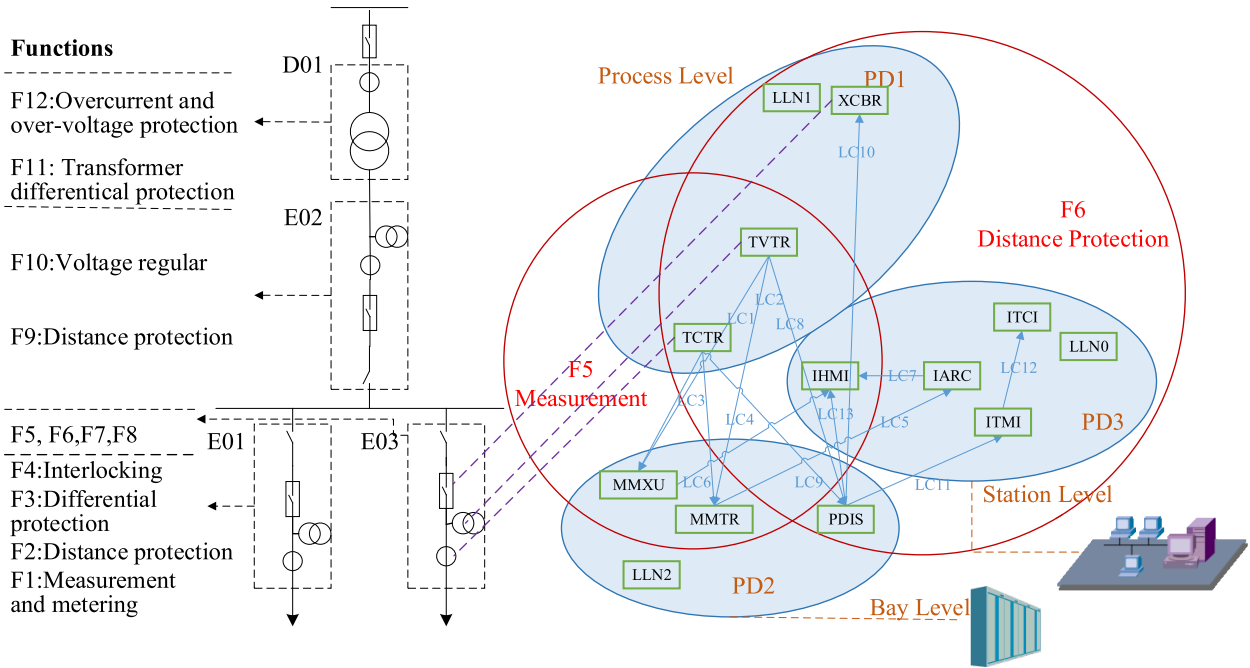 Functions
F12:Overcurrent and
over-voltage protection
F11: Transformer
differentical protection
F10:Voltage regular
F9:Distance protection
F5, F6,F7,F8
F4:Interlocking
F3:Differential
protection
F2:Distance protection
F1:Measurement
and metering
D01
E02
E01
E03
Process Level
PD1
LLN1
XCBR
LC10
F6
Distance Protection
TVTR
LC2
LC1
LC8
TCTR
ITCI
LLN0
F5
Measurement
IHMI
LC7
IARC
LC12
LC3
LC4
LC13
LC5
ITMI
PD3
MMXU
LC6
LC9
LC11
Station Level
MMTR
PDIS
LLN2
PD2
Bay Level